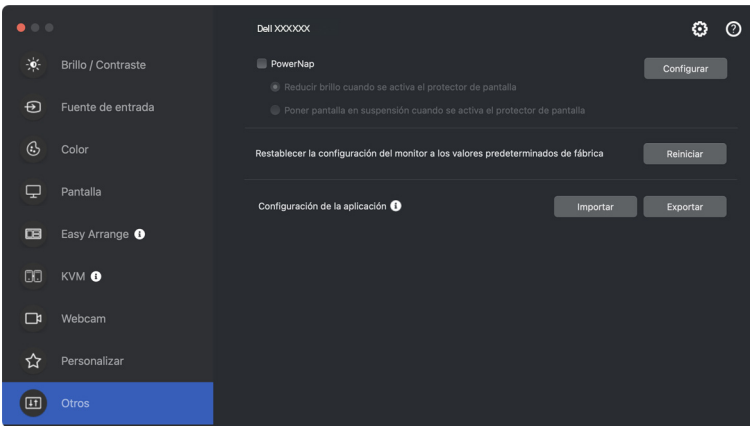 Dell XXXXXX
Brillo / Contraste
Fuente de entrada
Color
Pantalla
Easy Arrange
KVM
Webcam
Personalizar
Otros
PowerNap
Configurar
Reducir brillo cuando se activa el protector de pantalla
Poner pantalla en suspensión cuando se activa el protector de pantalla
Restablecer la configuración del monitor a los valores predeterminados de fábrica
Reiniciar
Configuración de la aplicación
Importar
Exportar